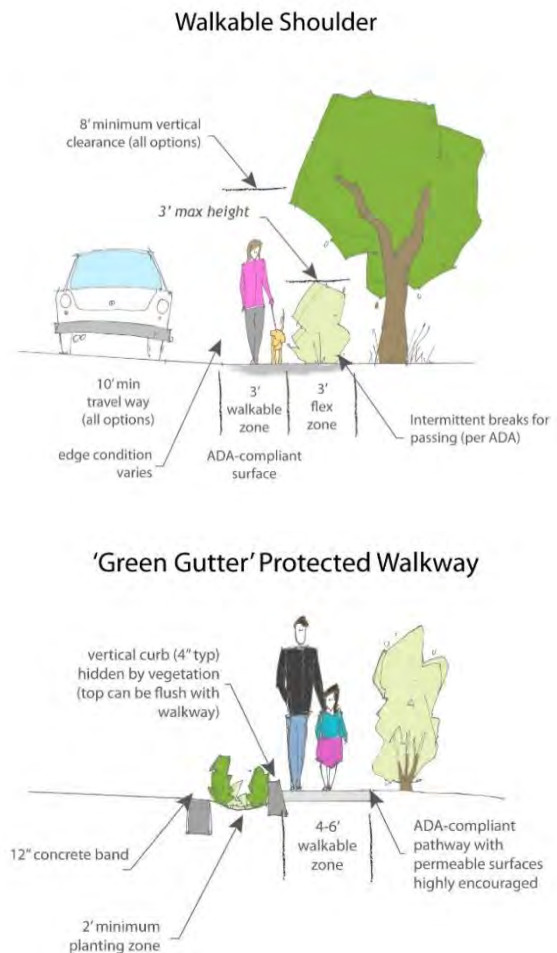 Walkable Shoulder
8' minimum vertical
clearance (all options)
3' max height
10' min
travel way
(all options)
edge condition
varies
3'
walkable
zone
3'
flex
zone
ADA-compliant
surface
Intermittent breaks for
passing (per ADA)
'Green Gutter' Protected Walkway
vertical curb (4" typ)
hidden by vegetation
(top can be flush with
walkway)
12" concrete band
2' minimum
planting zone
4-6'
walkable
zone
ADA-compliant
pathway with
permeable surfaces
highly encouraged